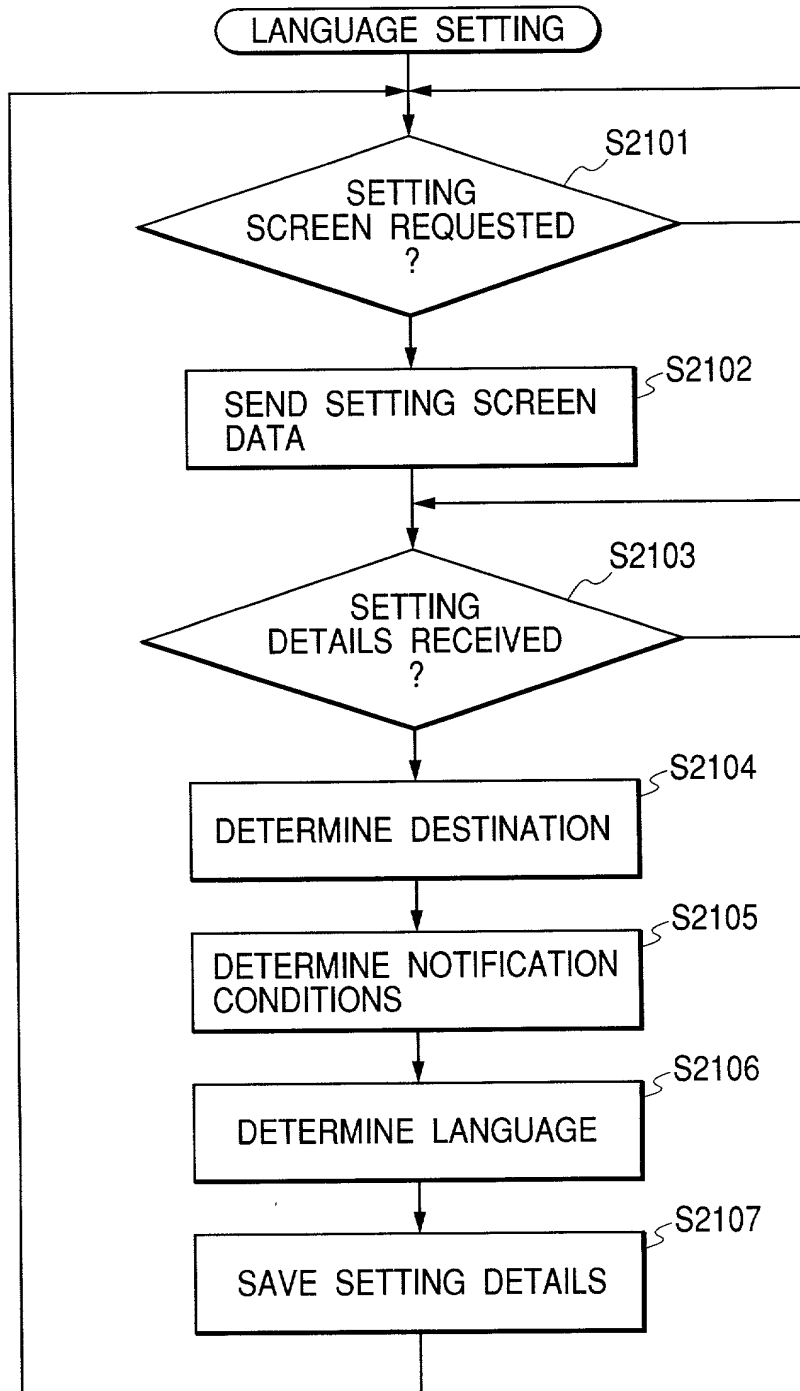 LANGUAGE SETTING
S2101
SETTING
SCREEN REQUESTED
?
S2102
SEND SETTING SCREEN
DATA
S2103
SETTING
DETAILS RECEIVED
?
S2104
DETERMINE DESTINATION
S2105
DETERMINE NOTIFICATION
CONDITIONS
S2106
DETERMINE LANGUAGE
S2107
SAVE SETTING DETAILS